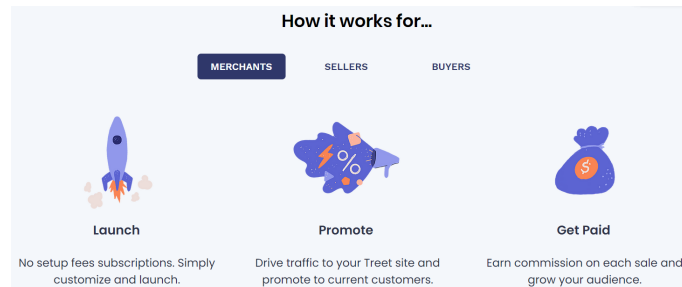 How it works for...
MERCHANTS SELLERS BUYERS
%
$
Launch Promote Get Paid
No setup fees subscriptions. Simply customize and launch.
Drive traffic to your Treet site and promote to current customers.
Earn commission on each sale and grow your audience.